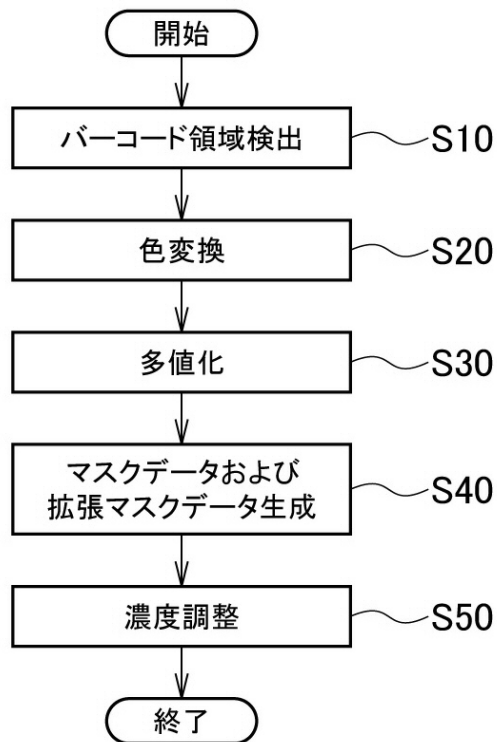 開始
バーコード領域検出
S10
色変換
S20
多値化
S30
マスクデータおよび
拡張マスクデータ生成
S40
濃度調整
S50
終了